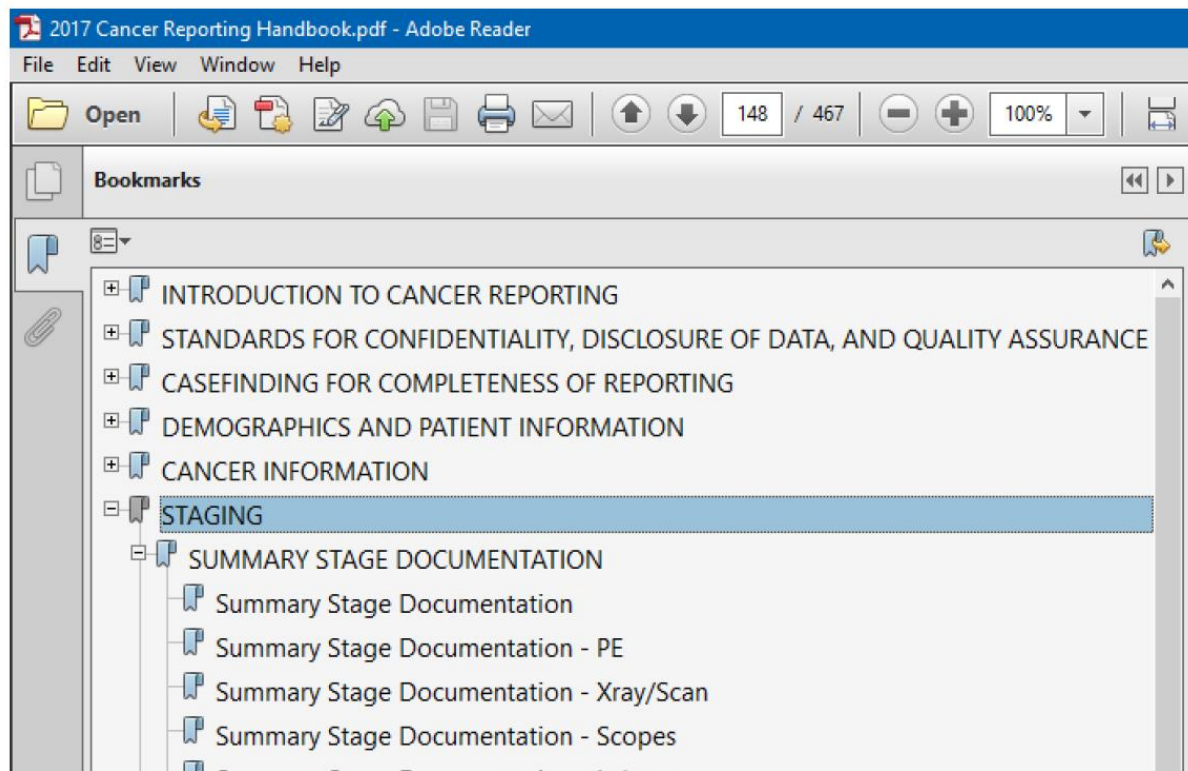 2017 Cancer Reporting Handbook.pdf - Adobe Reader
File Edit View Window Help
Open 148 / 467 100%
Bookmarks
INTRODUCTION TO CANCER REPORTING
STANDARDS FOR CONFIDENTIALITY, DISCLOSURE OF DATA, AND QUALITY ASSURANCE
CASEFINDING FOR COMPLETENESS OF REPORTING
DEMOGRAPHICS AND PATIENT INFORMATION
CANCER INFORMATION
STAGING
SUMMARY STAGE DOCUMENTATION
Summary Stage Documentation
Summary Stage Documentation - PE
Summary Stage Documentation - Xray/Scan
Summary Stage Documentation - Scopes